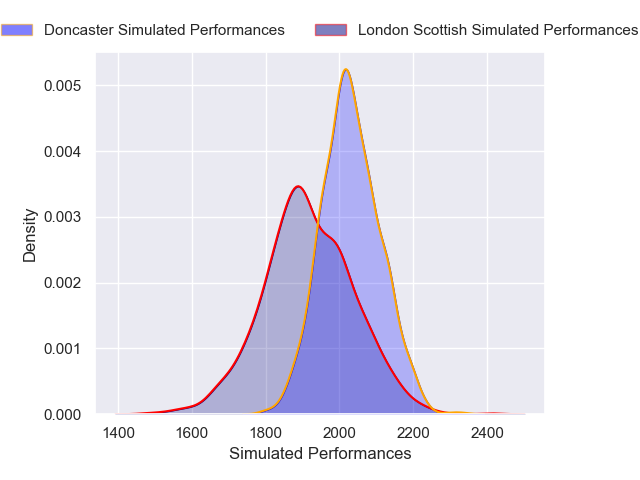 Doncaster Simulated Performances
London Scottish Simulated Performances
0.005
0.004
0.003
0.002
0.001
0.000
Density
1400 1600 1800 2000 2200 2400
Simulated Performances